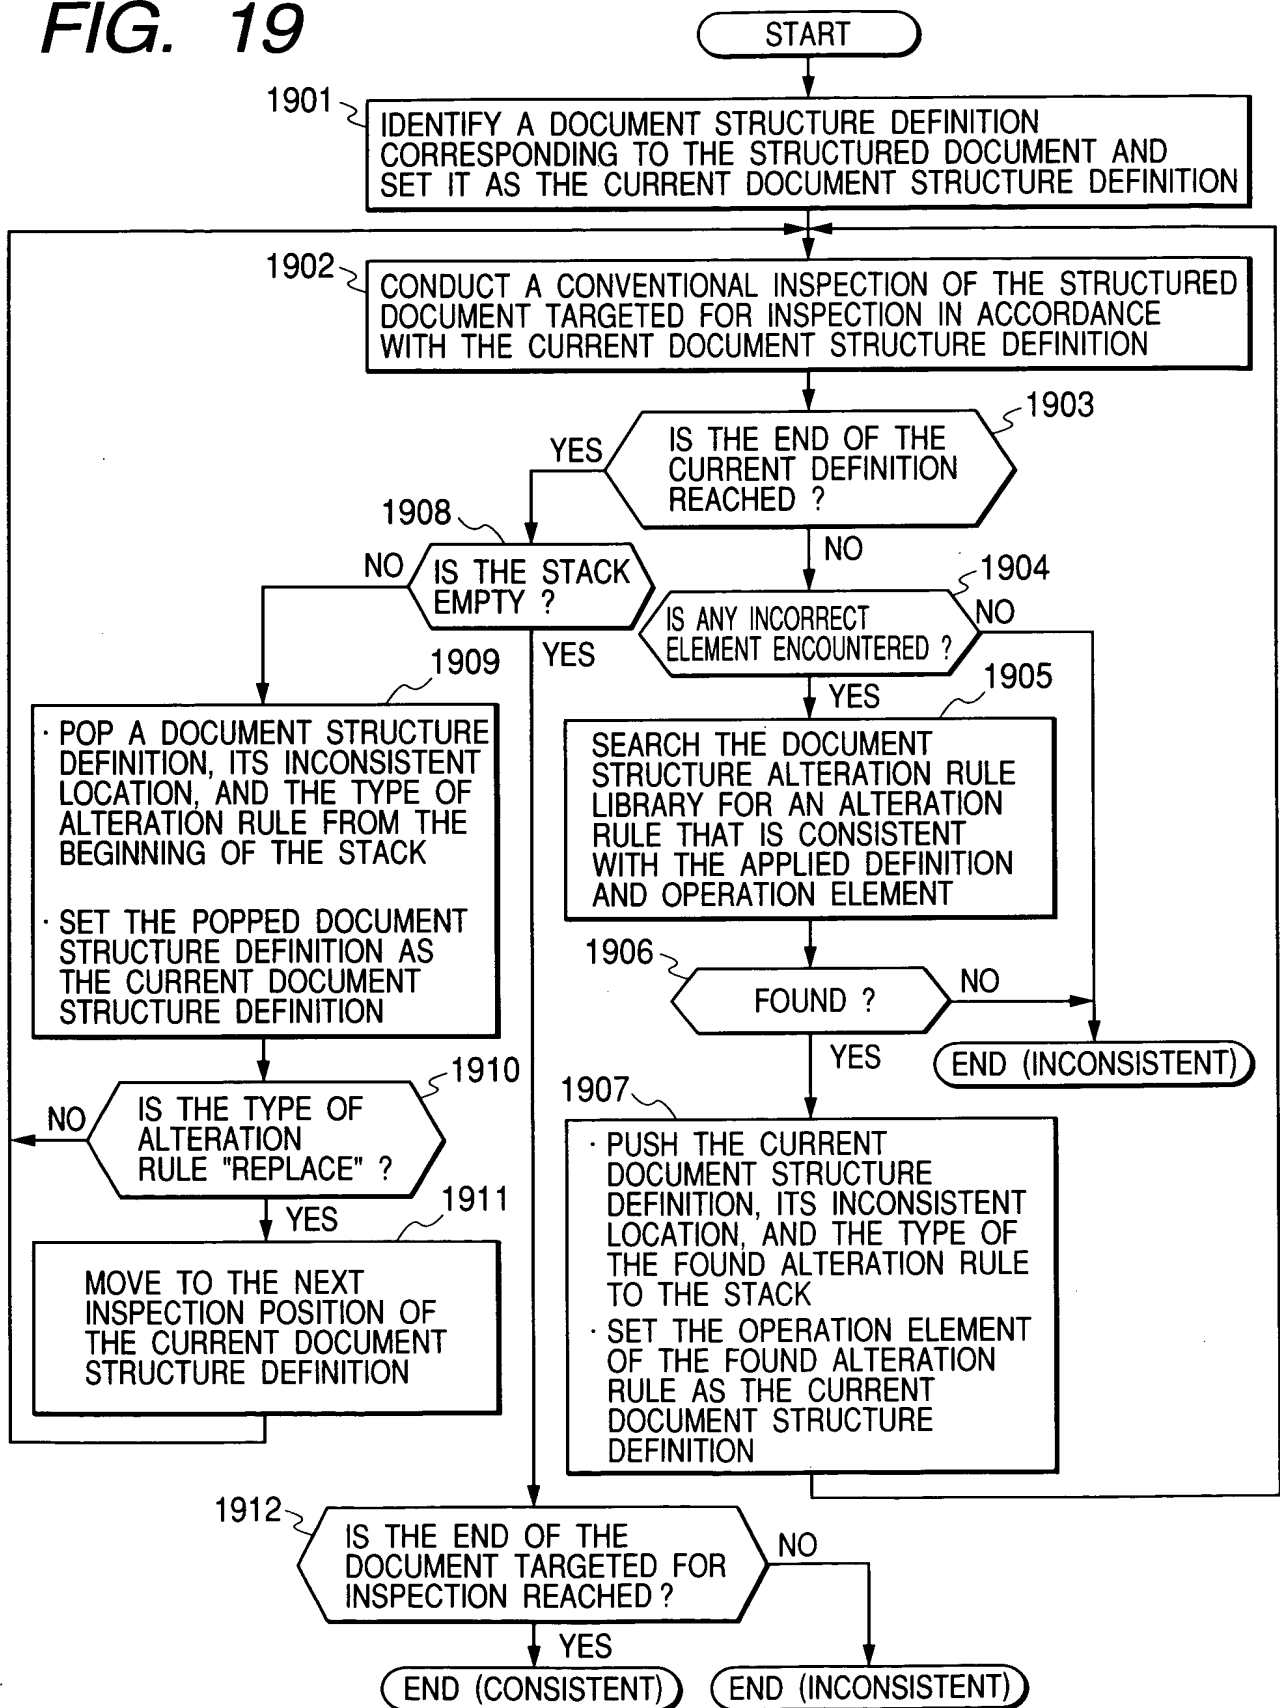 FIG. 19
START
1901
IDENTIFY A DOCUMENT STRUCTURE DEFINITION
CORRESPONDING TO THE STRUCTURED DOCUMENT AND
SET IT AS THE CURRENT DOCUMENT STRUCTURE DEFINITION
1902
CONDUCT A CONVENTIONAL INSPECTION OF THE STRUCTURED
DOCUMENT TARGETED FOR INSPECTION IN ACCORDANCE
WITH THE CURRENT DOCUMENT STRUCTURE DEFINITION
1903
IS THE END OF THE
CURRENT DEFINITION
REACHED ?
YES
NO
1908
IS THE STACK
EMPTY ?
NO
YES
1904
IS ANY INCORRECT
ELEMENT ENCOUNTERED ?
NO
YES
1909
· POP A DOCUMENT STRUCTURE
DEFINITION, ITS INCONSISTENT
LOCATION, AND THE TYPE OF
ALTERATION RULE FROM THE
BEGINNING OF THE STACK
· SET THE POPPED DOCUMENT
STRUCTURE DEFINITION AS
THE CURRENT DOCUMENT
STRUCTURE DEFINITION
1905
SEARCH THE DOCUMENT
STRUCTURE ALTERATION RULE
LIBRARY FOR AN ALTERATION
RULE THAT IS CONSISTENT
WITH THE APPLIED DEFINITION
AND OPERATION ELEMENT
1906
FOUND ?
NO
YES
END (INCONSISTENT)
1910
IS THE TYPE OF
ALTERATION
RULE "REPLACE" ?
NO
YES
1907
· PUSH THE CURRENT
DOCUMENT STRUCTURE
DEFINITION, ITS INCONSISTENT
LOCATION, AND THE TYPE OF
THE FOUND ALTERATION RULE
TO THE STACK
· SET THE OPERATION ELEMENT
OF THE FOUND ALTERATION
RULE AS THE CURRENT
DOCUMENT STRUCTURE
DEFINITION
1911
MOVE TO THE NEXT
INSPECTION POSITION OF
THE CURRENT DOCUMENT
STRUCTURE DEFINITION
1912
IS THE END OF THE
DOCUMENT TARGETED FOR
INSPECTION REACHED ?
NO
YES
END (CONSISTENT)
END (INCONSISTENT)